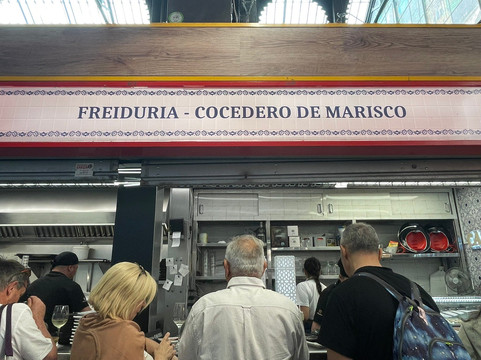 FREIDURIA - COCEDERO DE MARISCO